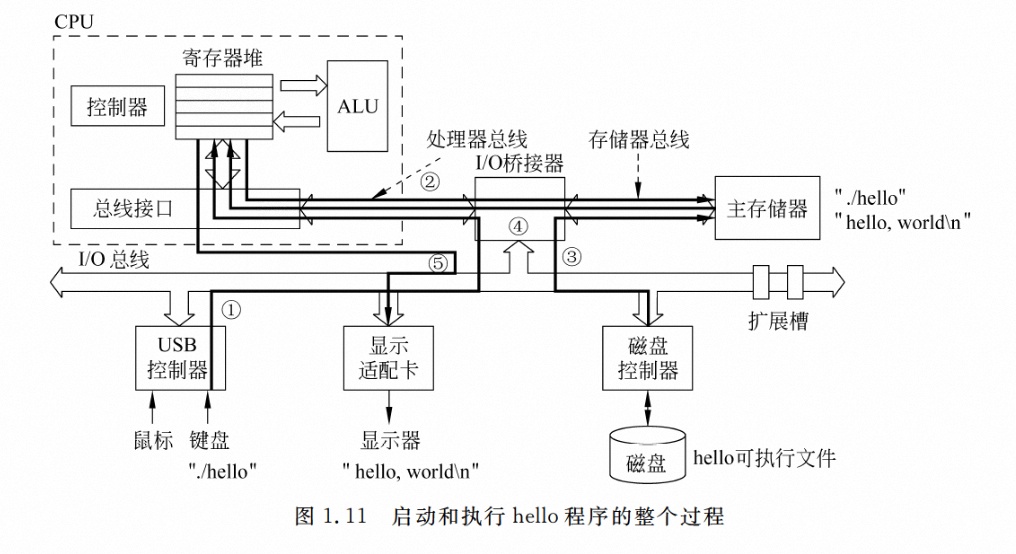 CPU
寄存器堆
控制器
ALU
处理器总线
存储器总线
I/O桥接器
②
总线接口
主存储器
"./hello"
"hello, world\n"
④
I/O 总线
⑤
③
①
扩展槽
USB
控制器
显示
适配卡
磁盘
控制器
鼠标
键盘
显示器
"./hello"
"hello, world\n"
磁盘
hello可执行文件
图 1.11 启动和执行 hello 程序的整个过程